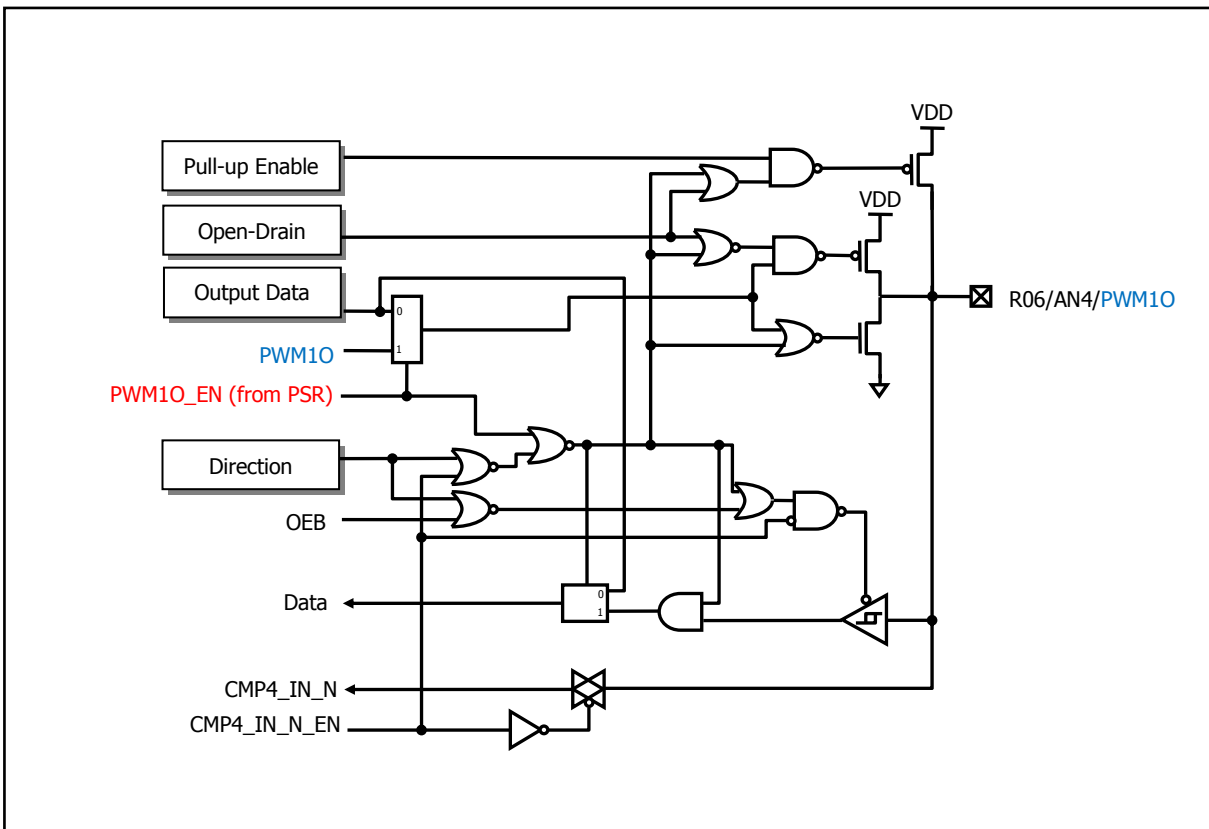 VDD
Pull-up Enable
VDD
Open-Drain
Output Data
0
R06/AN4/PWM1O
1
PWM1O
PWM1O_EN (from PSR)
Direction
OEB
0
Data
1
CMP4_IN_N
CMP4_IN_N_EN